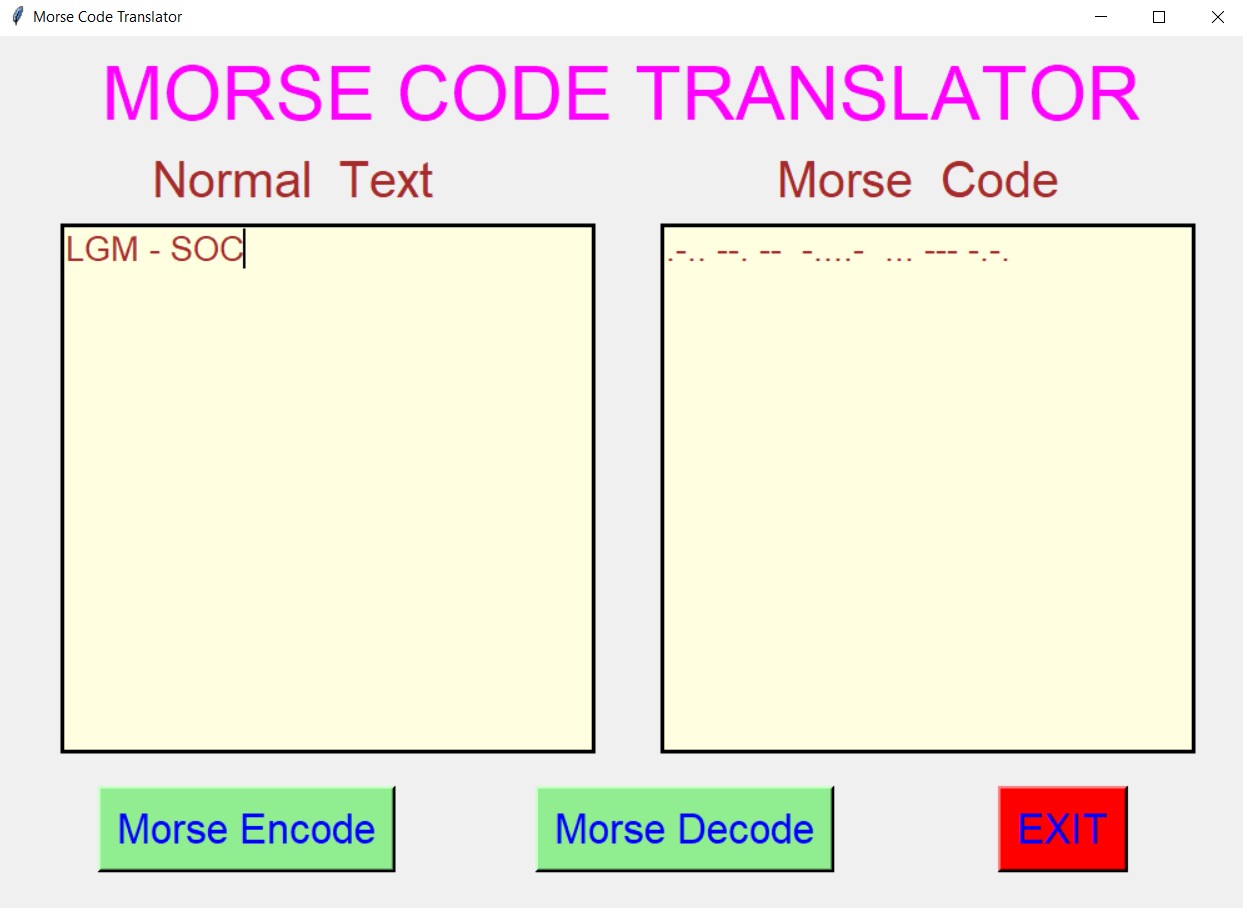 Morse Code Translator
MORSE CODE TRANSLATOR
Normal  Text
Morse  Code
LGM - SOC
.-.. --. --  -....-  ... --- -.-.
Morse Encode
Morse Decode
EXIT